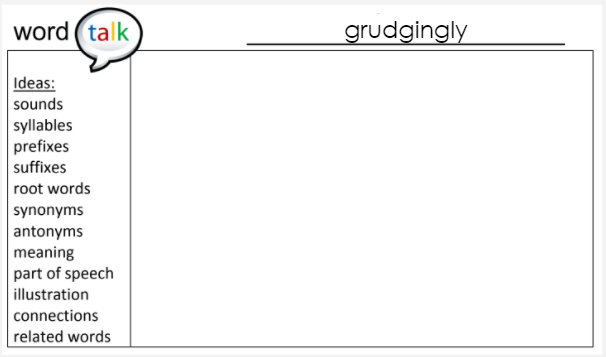 word talk
grudgingly
Ideas:
sounds
syllables
prefixes
suffixes
root words
synonyms
antonyms
meaning
part of speech
illustration
connections
related words